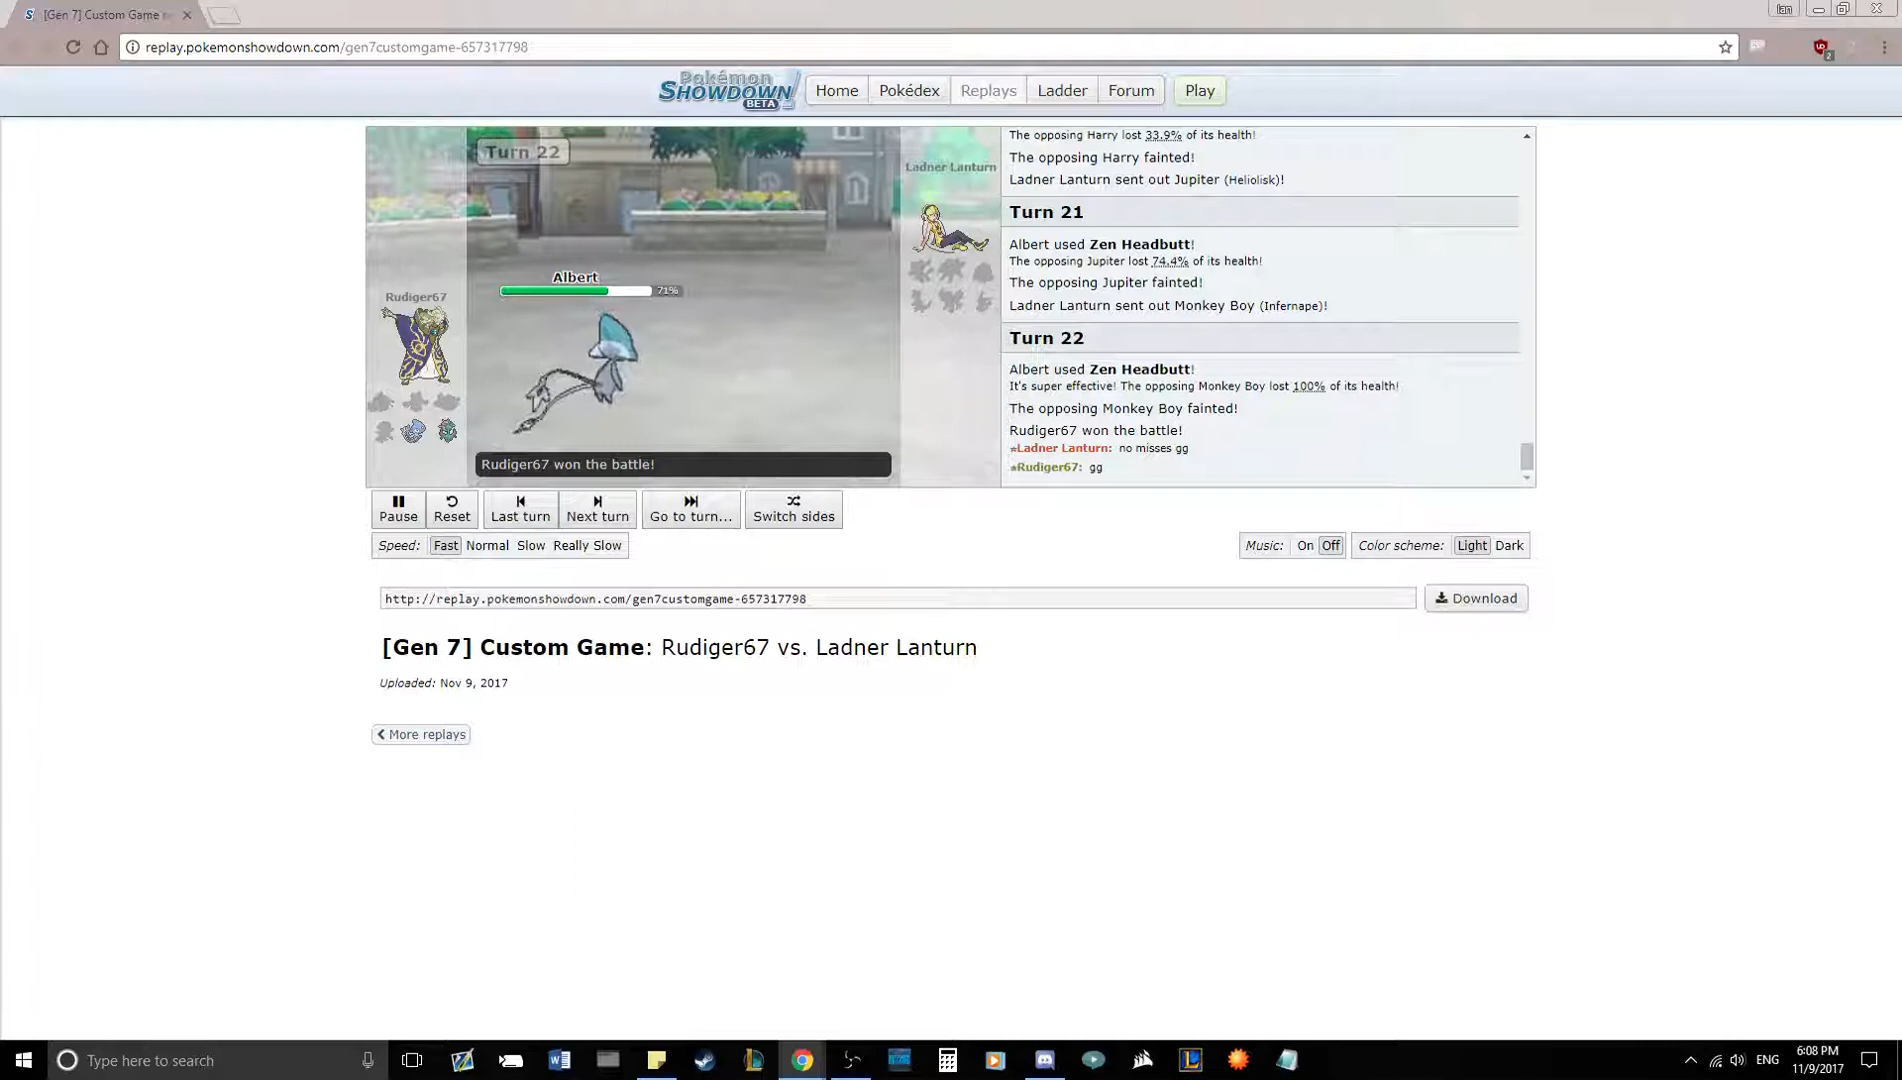 [Gen 7] Custom Game
Ian
replay.pokemonshowdown.com/gen7customgame-657317798
2
Pokémon
SHOWDOWN
BETA
Home
Pokédex
Replays
Ladder
Forum
Play
Turn 22
Rudiger67
Albert
71%
Rudiger67 won the battle!
Ladner Lanturn
The opposing Harry lost 33.9% of its health!
The opposing Harry fainted!
Ladner Lanturn sent out Jupiter (Heliolisk)!
Turn 21
Albert used Zen Headbutt!
The opposing Jupiter lost 74.4% of its health!
The opposing Jupiter fainted!
Ladner Lanturn sent out Monkey Boy (Infernape)!
Turn 22
Albert used Zen Headbutt!
It's super effective! The opposing Monkey Boy lost 100% of its health!
The opposing Monkey Boy fainted!
Rudiger67 won the battle!
☆Ladner Lanturn: no misses gg
☆Rudiger67: gg
Pause
Reset
Last turn
Next turn
Go to turn...
Switch sides
Speed: Fast Normal Slow Really Slow
Music: On Off
Color scheme: Light Dark
http://replay.pokemonshowdown.com/gen7customgame-657317798
Download
[Gen 7] Custom Game: Rudiger67 vs. Ladner Lanturn
Uploaded: Nov 9, 2017
More replays
Type here to search
ENG
6:08 PM
11/9/2017